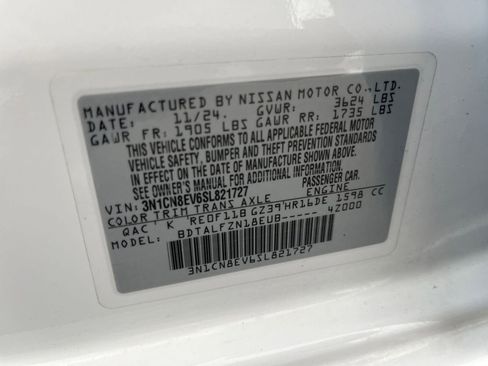 MANUFACTURED BY NISSAN MOTOR CO.,LTD.
DATE: 11/24. GVWR: 3624 LBS
GAWR FR: 1905 LBS GAWR RR: 1735 LBS
THIS VEHICLE CONFORMS TO ALL APPLICABLE FEDERAL MOTOR
VEHICLE SAFETY, BUMPER AND THEFT PREVENTION STANDARDS
IN EFFECT ON THE DATE OF MANUFACTURE SHOWN ABOVE.
SEE OWNER'S MANUAL FOR ADDITIONAL INFORMATION
VIN: 3N1CN8EV6SL821727 PASSENGER CAR.
COLOR TRIM TRANS AXLE ENGINE
QAC' K 'RE0F11B GZ39'HR16DE 1598 CC
BDTALFZN18EUB----- 4Z000
3N1CN8EV6SL821727